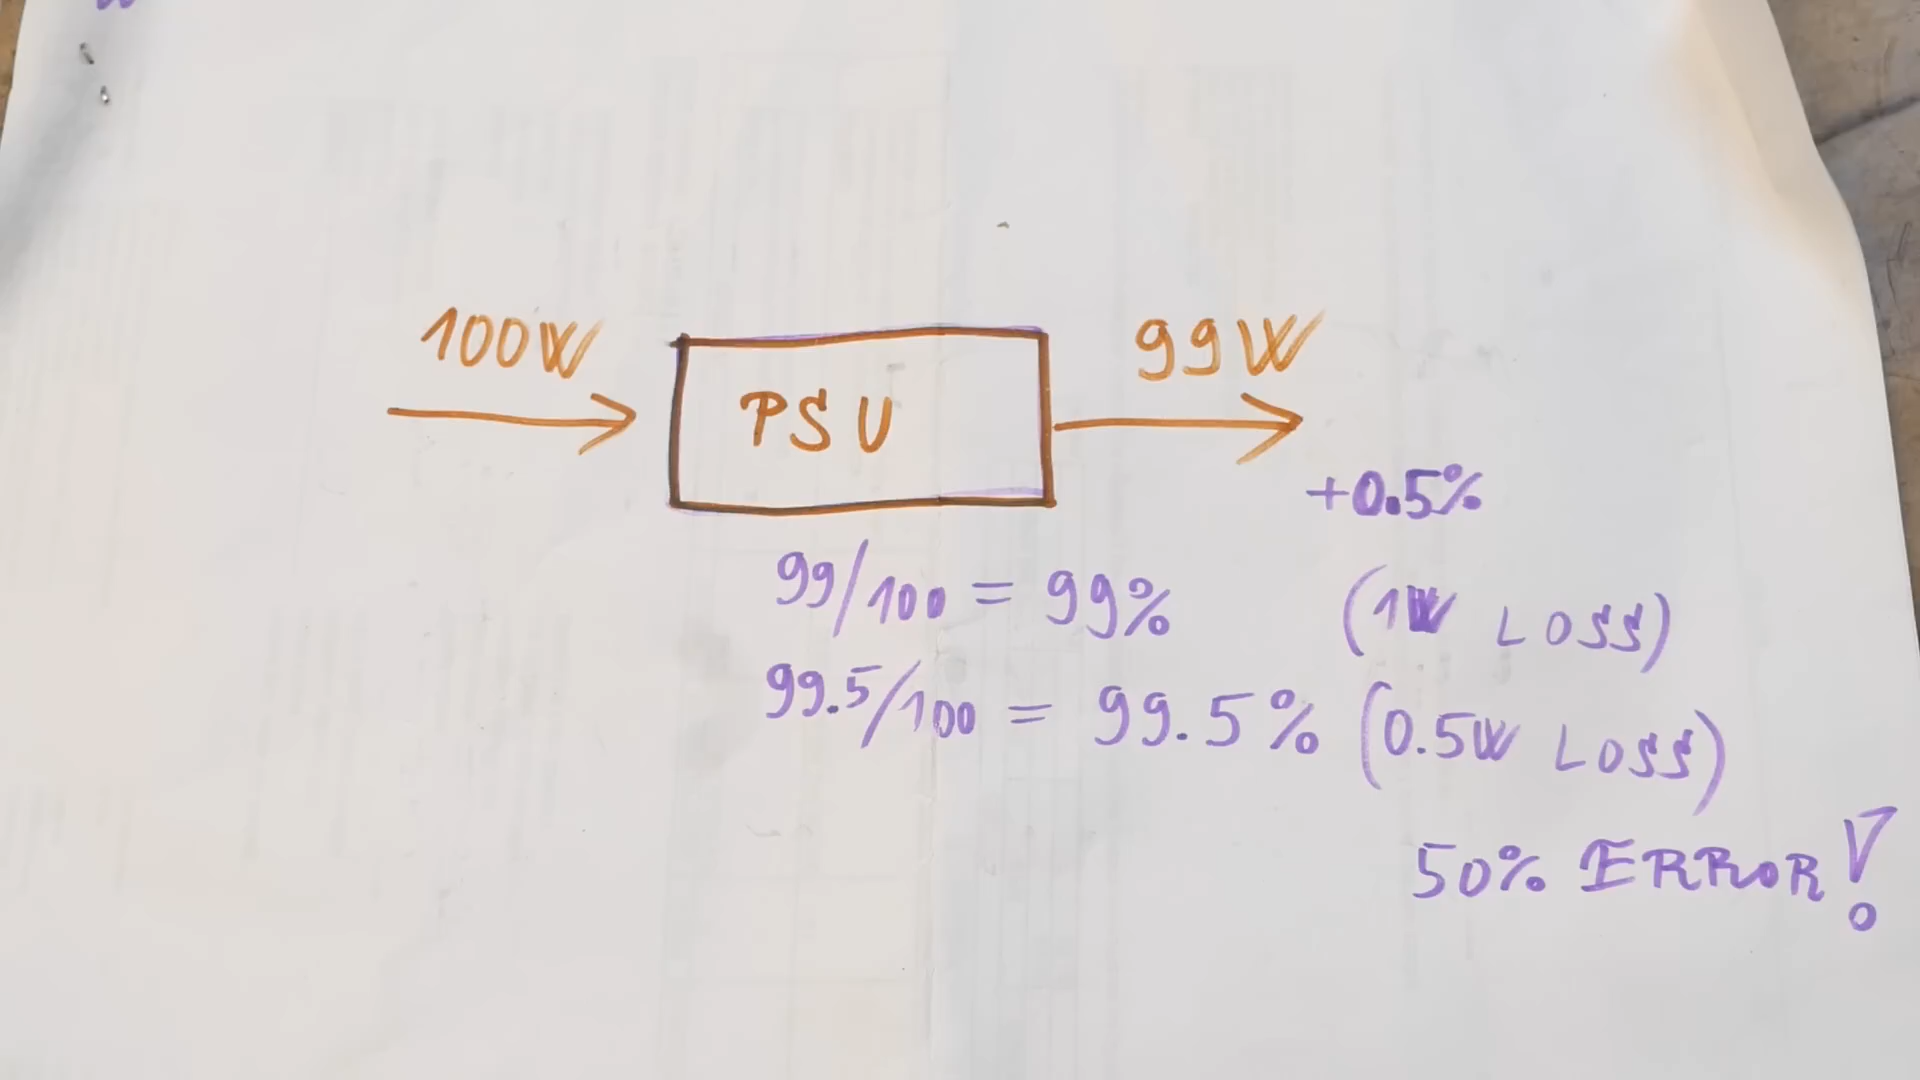 100W
PSU
99W
+0.5%
99/100 = 99% (1W LOSS)
99.5/100 = 99.5% (0.5W LOSS)
50% ERROR!